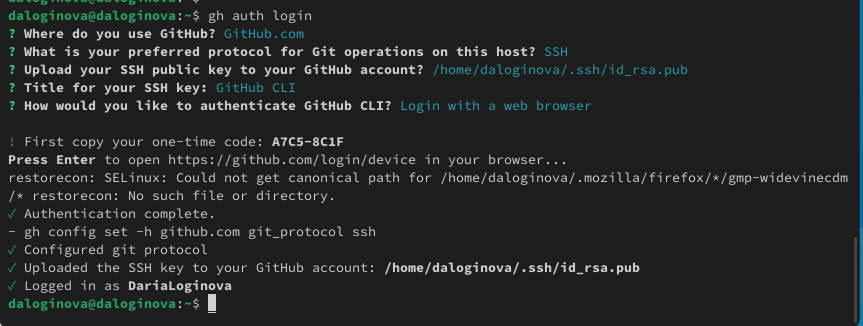 daloginova@daloginova:~$ gh auth login
? Where do you use GitHub? GitHub.com
? What is your preferred protocol for Git operations on this host? SSH
? Upload your SSH public key to your GitHub account? /home/daloginova/.ssh/id_rsa.pub
? Title for your SSH key: GitHub CLI
? How would you like to authenticate GitHub CLI? Login with a web browser
! First copy your one-time code: A7C5-8C1F
Press Enter to open https://github.com/login/device in your browser...
restorecon: SELinux: Could not get canonical path for /home/daloginova/.mozilla/firefox/*/gmp-widevinecdm
/* restorecon: No such file or directory.
✓ Authentication complete.
- gh config set -h github.com git_protocol ssh
✓ Configured git protocol
✓ Uploaded the SSH key to your GitHub account: /home/daloginova/.ssh/id_rsa.pub
✓ Logged in as DariaLoginova
daloginova@daloginova:~$